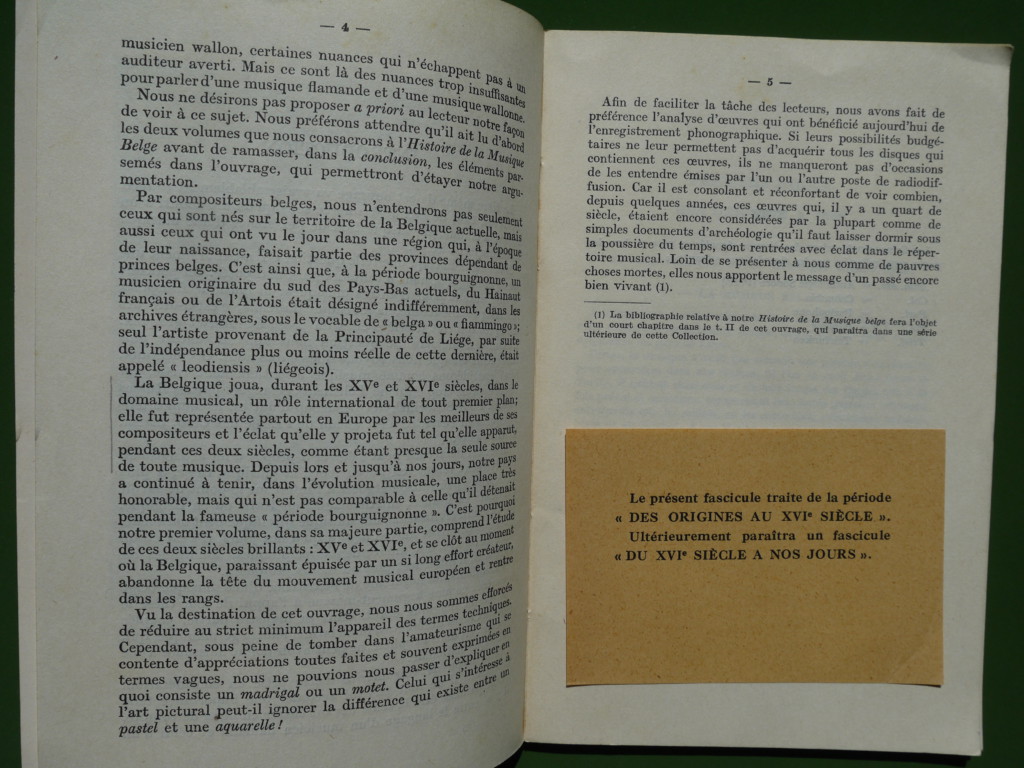 — 4 —
musicien wallon, certaines nuances qui n'échappent pas à un
auditeur averti. Mais ce sont là des nuances trop insuffisantes
pour parler d'une musique flamande et d'une musique wallonne.
Nous ne désirons pas proposer a priori au lecteur notre façon
de voir à ce sujet. Nous préférons attendre qu'il ait lu d'abord
les deux volumes que nous consacrons à l'Histoire de la Musique
Belge avant de ramasser, dans la conclusion, les éléments par-
semés dans l'ouvrage, qui permettront d'étayer notre argu-
mentation.
Par compositeurs belges, nous n'entendrons pas seulement
ceux qui sont nés sur le territoire de la Belgique actuelle, mais
aussi ceux qui ont vu le jour dans une région qui, à l'époque
de leur naissance, faisait partie des provinces dépendant de
princes belges. C'est ainsi que, à la période bourguignonne, un
musicien originaire du sud des Pays-Bas actuels, du Hainaut
français ou de l'Artois était désigné indifféremment, dans les
archives étrangères, sous le vocable de « belga » ou « fiammingo »;
seul l'artiste provenant de la Principauté de Liége, par suite
de l'indépendance plus ou moins réelle de cette dernière, était
appelé « leodiensis » (liégeois).
La Belgique joua, durant les XVe et XVIe siècles, dans le
domaine musical, un rôle international de tout premier plan;
elle fut représentée partout en Europe par les meilleurs de ses
compositeurs et l'éclat qu'elle y projeta fut tel qu'elle apparut,
pendant ces deux siècles, comme étant presque la seule source
de toute musique. Depuis lors et jusqu'à nos jours, notre pays
a continué à tenir, dans l'évolution musicale, une place très
honorable, mais qui n'est pas comparable à celle qu'il détenait
pendant la fameuse « période bourguignonne ». C'est pourquoi
notre premier volume, dans sa majeure partie, comprend l'étude
de ces deux siècles brillants : XVe et XVIe, et se clôt au moment
où la Belgique, paraissant épuisée par un si long effort créateur,
abandonne la tête du mouvement musical européen et rentre
dans les rangs.
Vu la destination de cet ouvrage, nous nous sommes efforcés
de réduire au strict minimum l'appareil des termes techniques.
Cependant, sous peine de tomber dans l'amateurisme qui se
contente d'appréciations toutes faites et souvent exprimées en
termes vagues, nous ne pouvions nous passer d'expliquer en
quoi consiste un madrigal ou un motet. Celui qui s'intéresse à
l'art pictural peut-il ignorer la différence qui existe entre un
pastel et une aquarelle !
— 5 —
Afin de faciliter la tâche des lecteurs, nous avons fait de
préférence l'analyse d'œuvres qui ont bénéficié aujourd'hui de
l'enregistrement phonographique. Si leurs possibilités budgé-
taires ne leur permettent pas d'acquérir tous les disques qui
contiennent ces œuvres, ils ne manqueront pas d'occasions
de les entendre émises par l'un ou l'autre poste de radiodif-
fusion. Car il est consolant et réconfortant de voir combien,
depuis quelques années, ces œuvres qui, il y a un quart de
siècle, étaient encore considérées par la plupart comme de
simples documents d'archéologie qu'il faut laisser dormir sous
la poussière du temps, sont rentrées avec éclat dans le réper-
toire musical. Loin de se présenter à nous comme de pauvres
choses mortes, elles nous apportent le message d'un passé encore
bien vivant (1).
(1) La bibliographie relative à notre Histoire de la Musique belge fera l'objet
d'un court chapitre dans le t. II de cet ouvrage, qui paraîtra dans une série
ultérieure de cette Collection.
Le présent fascicule traite de la période
« DES ORIGINES AU XVIe SIÈCLE ».
Ultérieurement paraîtra un fascicule
« DU XVIe SIÈCLE A NOS JOURS ».